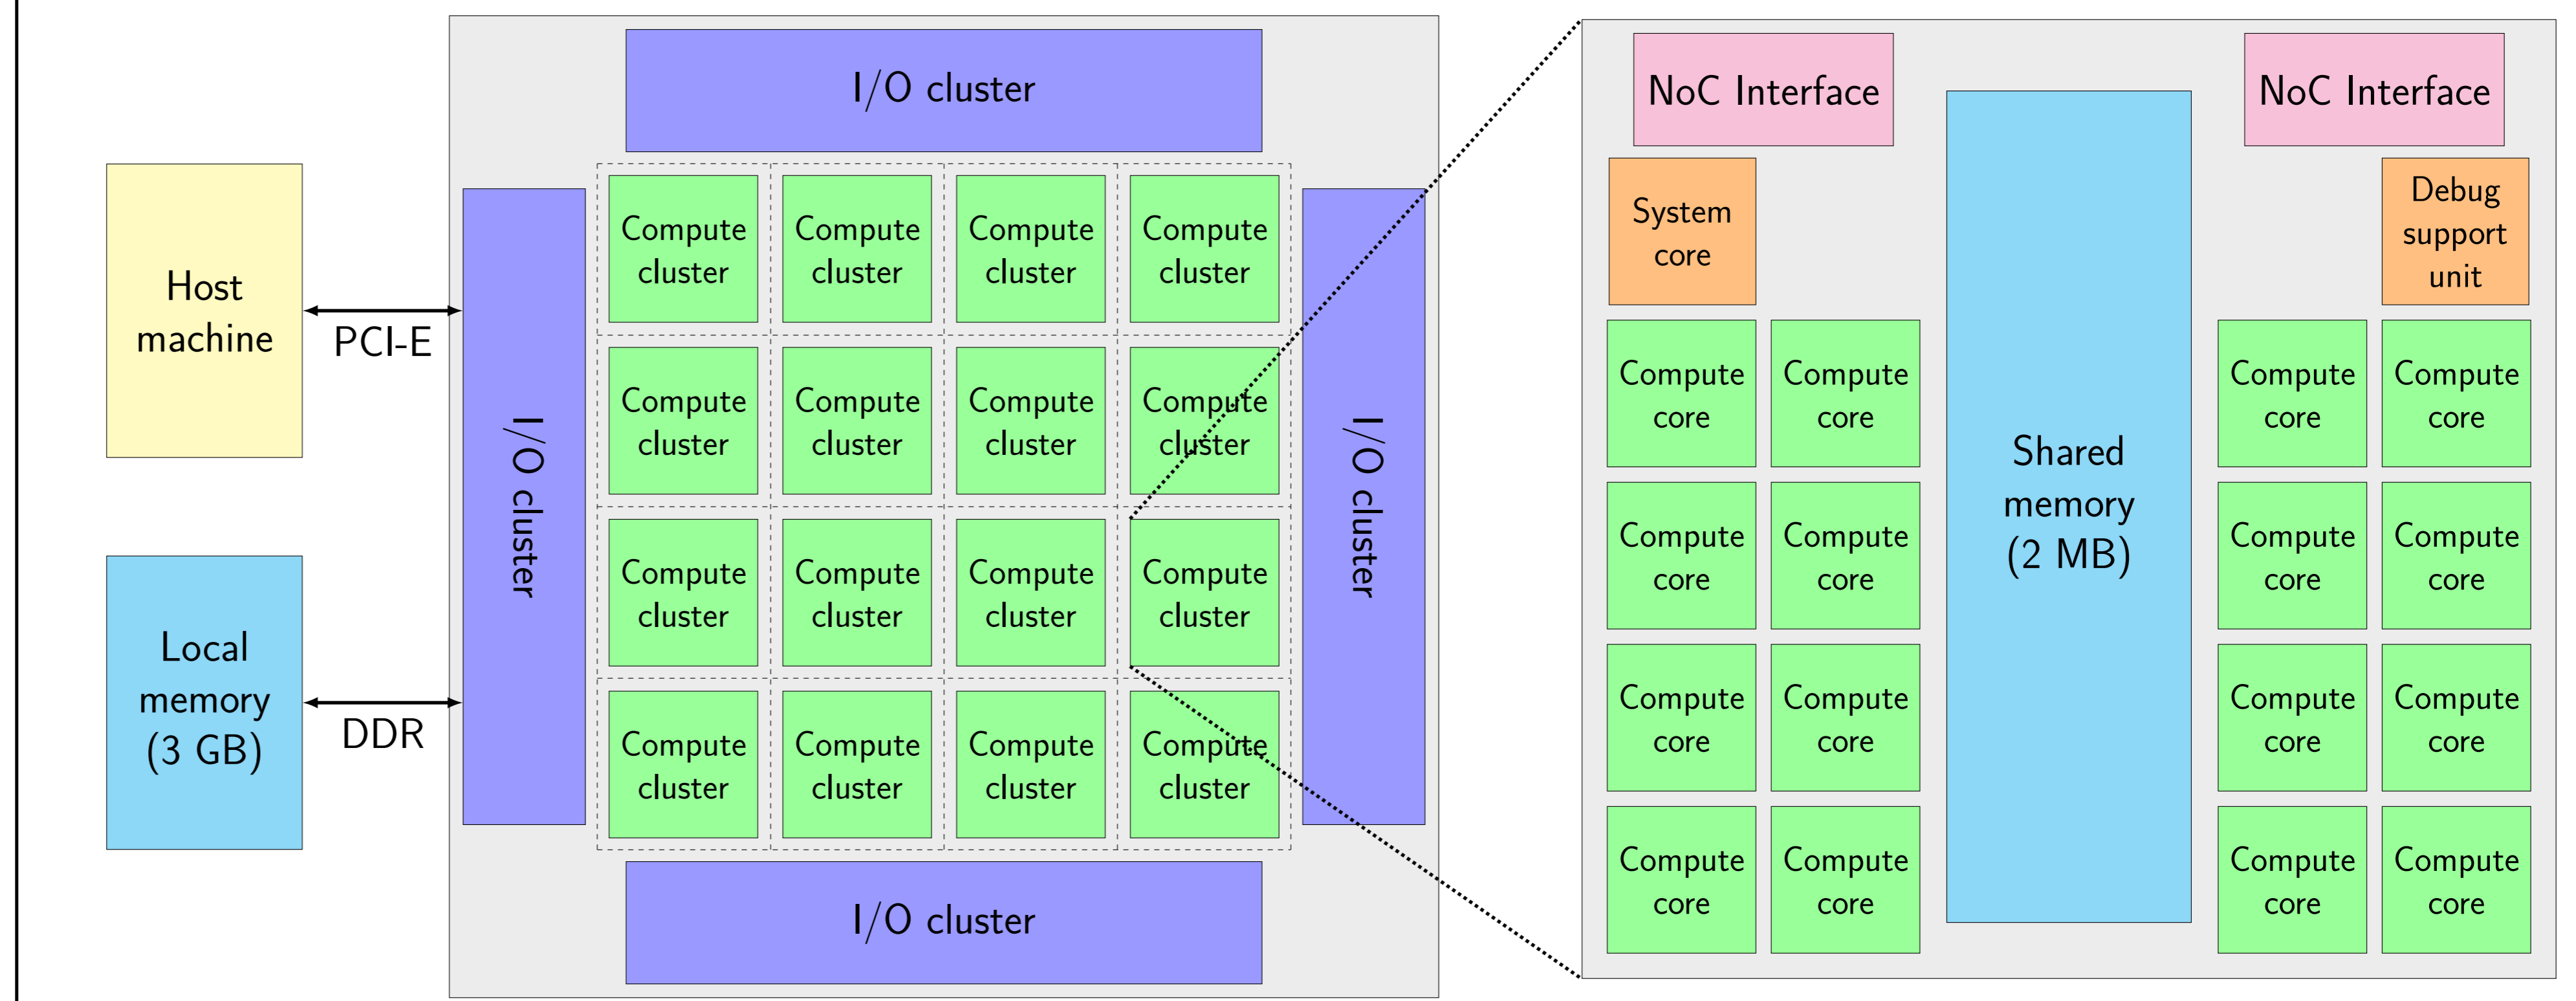 Host
machine
PCI-E
Local
memory
(3 GB)
DDR
I/O cluster
I/O cluster
Compute
cluster
Compute
cluster
Compute
cluster
Compute
cluster
Compute
cluster
Compute
cluster
Compute
cluster
Compute
cluster
Compute
cluster
Compute
cluster
Compute
cluster
Compute
cluster
Compute
cluster
Compute
cluster
Compute
cluster
Compute
cluster
I/O cluster
I/O cluster
NoC Interface
NoC Interface
System
core
Debug
support
unit
Shared
memory
(2 MB)
Compute
core
Compute
core
Compute
core
Compute
core
Compute
core
Compute
core
Compute
core
Compute
core
Compute
core
Compute
core
Compute
core
Compute
core
Compute
core
Compute
core
Compute
core
Compute
core